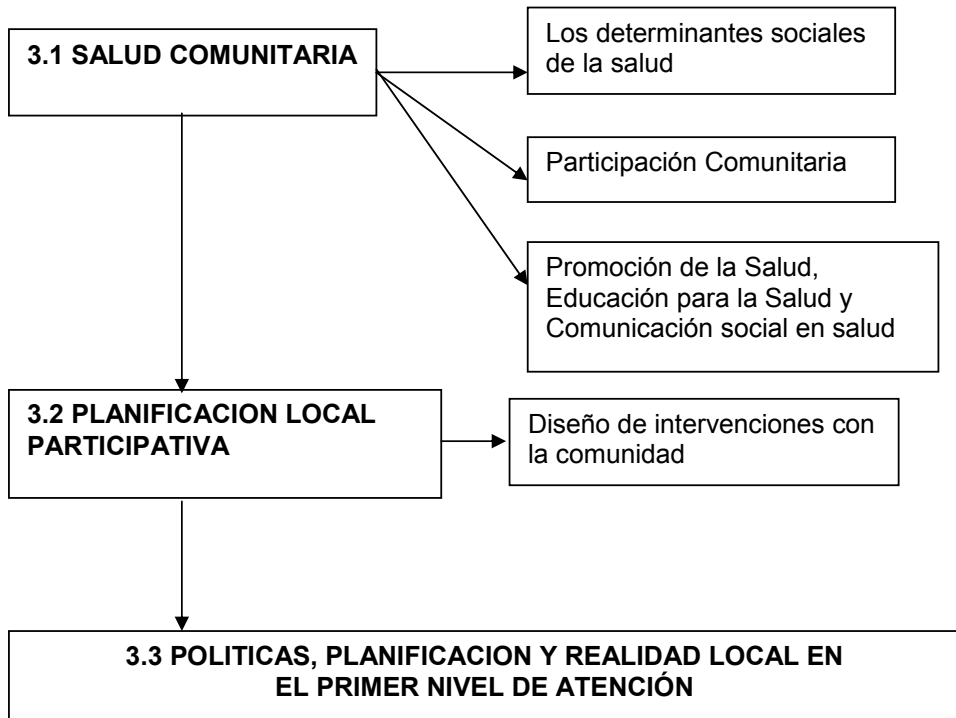 3.1 SALUD COMUNITARIA
Los determinantes sociales
de la salud
Participación Comunitaria
Promoción de la Salud,
Educación para la Salud y
Comunicación social en salud
3.2 PLANIFICACION LOCAL
PARTICIPATIVA
Diseño de intervenciones con
la comunidad
3.3 POLITICAS, PLANIFICACION Y REALIDAD LOCAL EN
EL PRIMER NIVEL DE ATENCIÓN